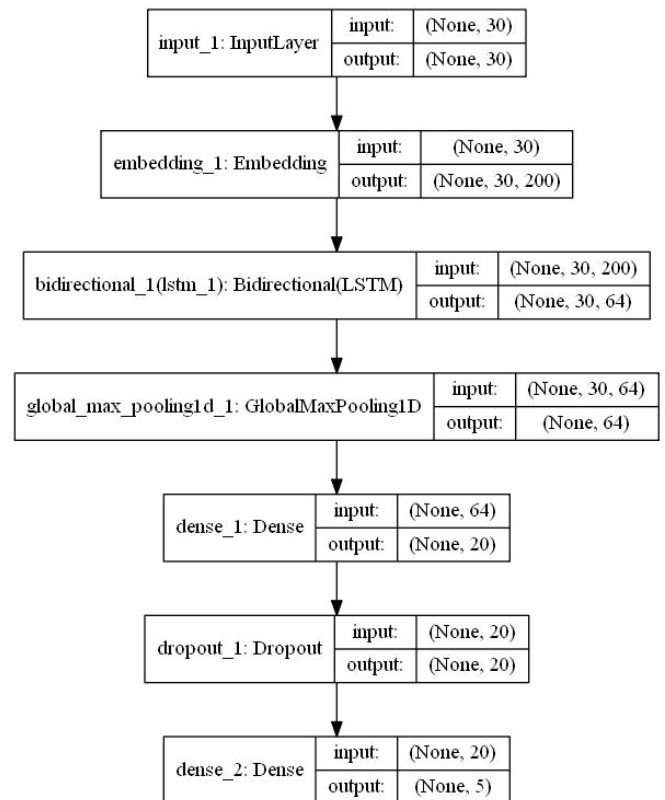 input_1: InputLayer
input: (None, 30)
output: (None, 30)
embedding_1: Embedding
input: (None, 30)
output: (None, 30, 200)
bidirectional_1(lstm_1): Bidirectional(LSTM)
input: (None, 30, 200)
output: (None, 30, 64)
global_max_pooling1d_1: GlobalMaxPooling1D
input: (None, 30, 64)
output: (None, 64)
dense_1: Dense
input: (None, 64)
output: (None, 20)
dropout_1: Dropout
input: (None, 20)
output: (None, 20)
dense_2: Dense
input: (None, 20)
output: (None, 5)